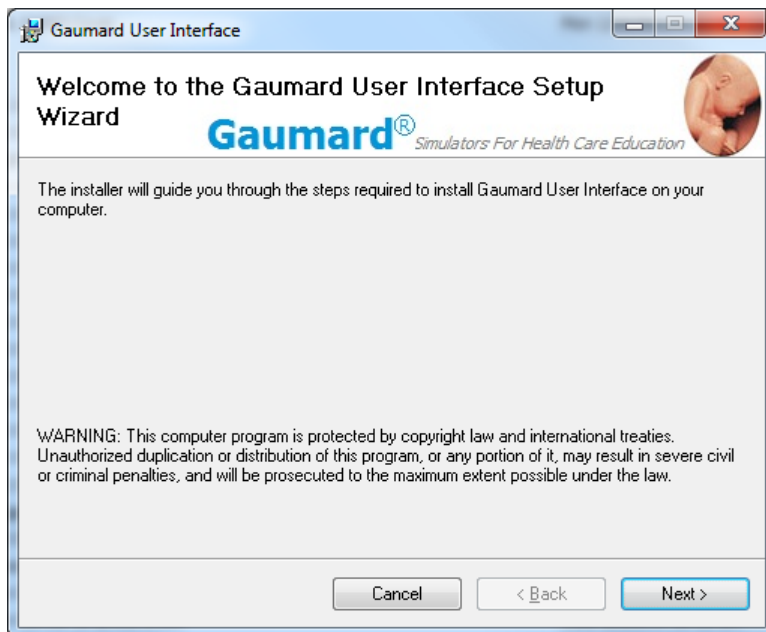 Gaumard User Interface
Welcome to the Gaumard User Interface Setup
Wizard
Gaumard®
Simulators For Health Care Education
The installer will guide you through the steps required to install Gaumard User Interface on your
computer.
WARNING: This computer program is protected by copyright law and international treaties.
Unauthorized duplication or distribution of this program, or any portion of it, may result in severe civil
or criminal penalties, and will be prosecuted to the maximum extent possible under the law.
Cancel
< Back
Next >